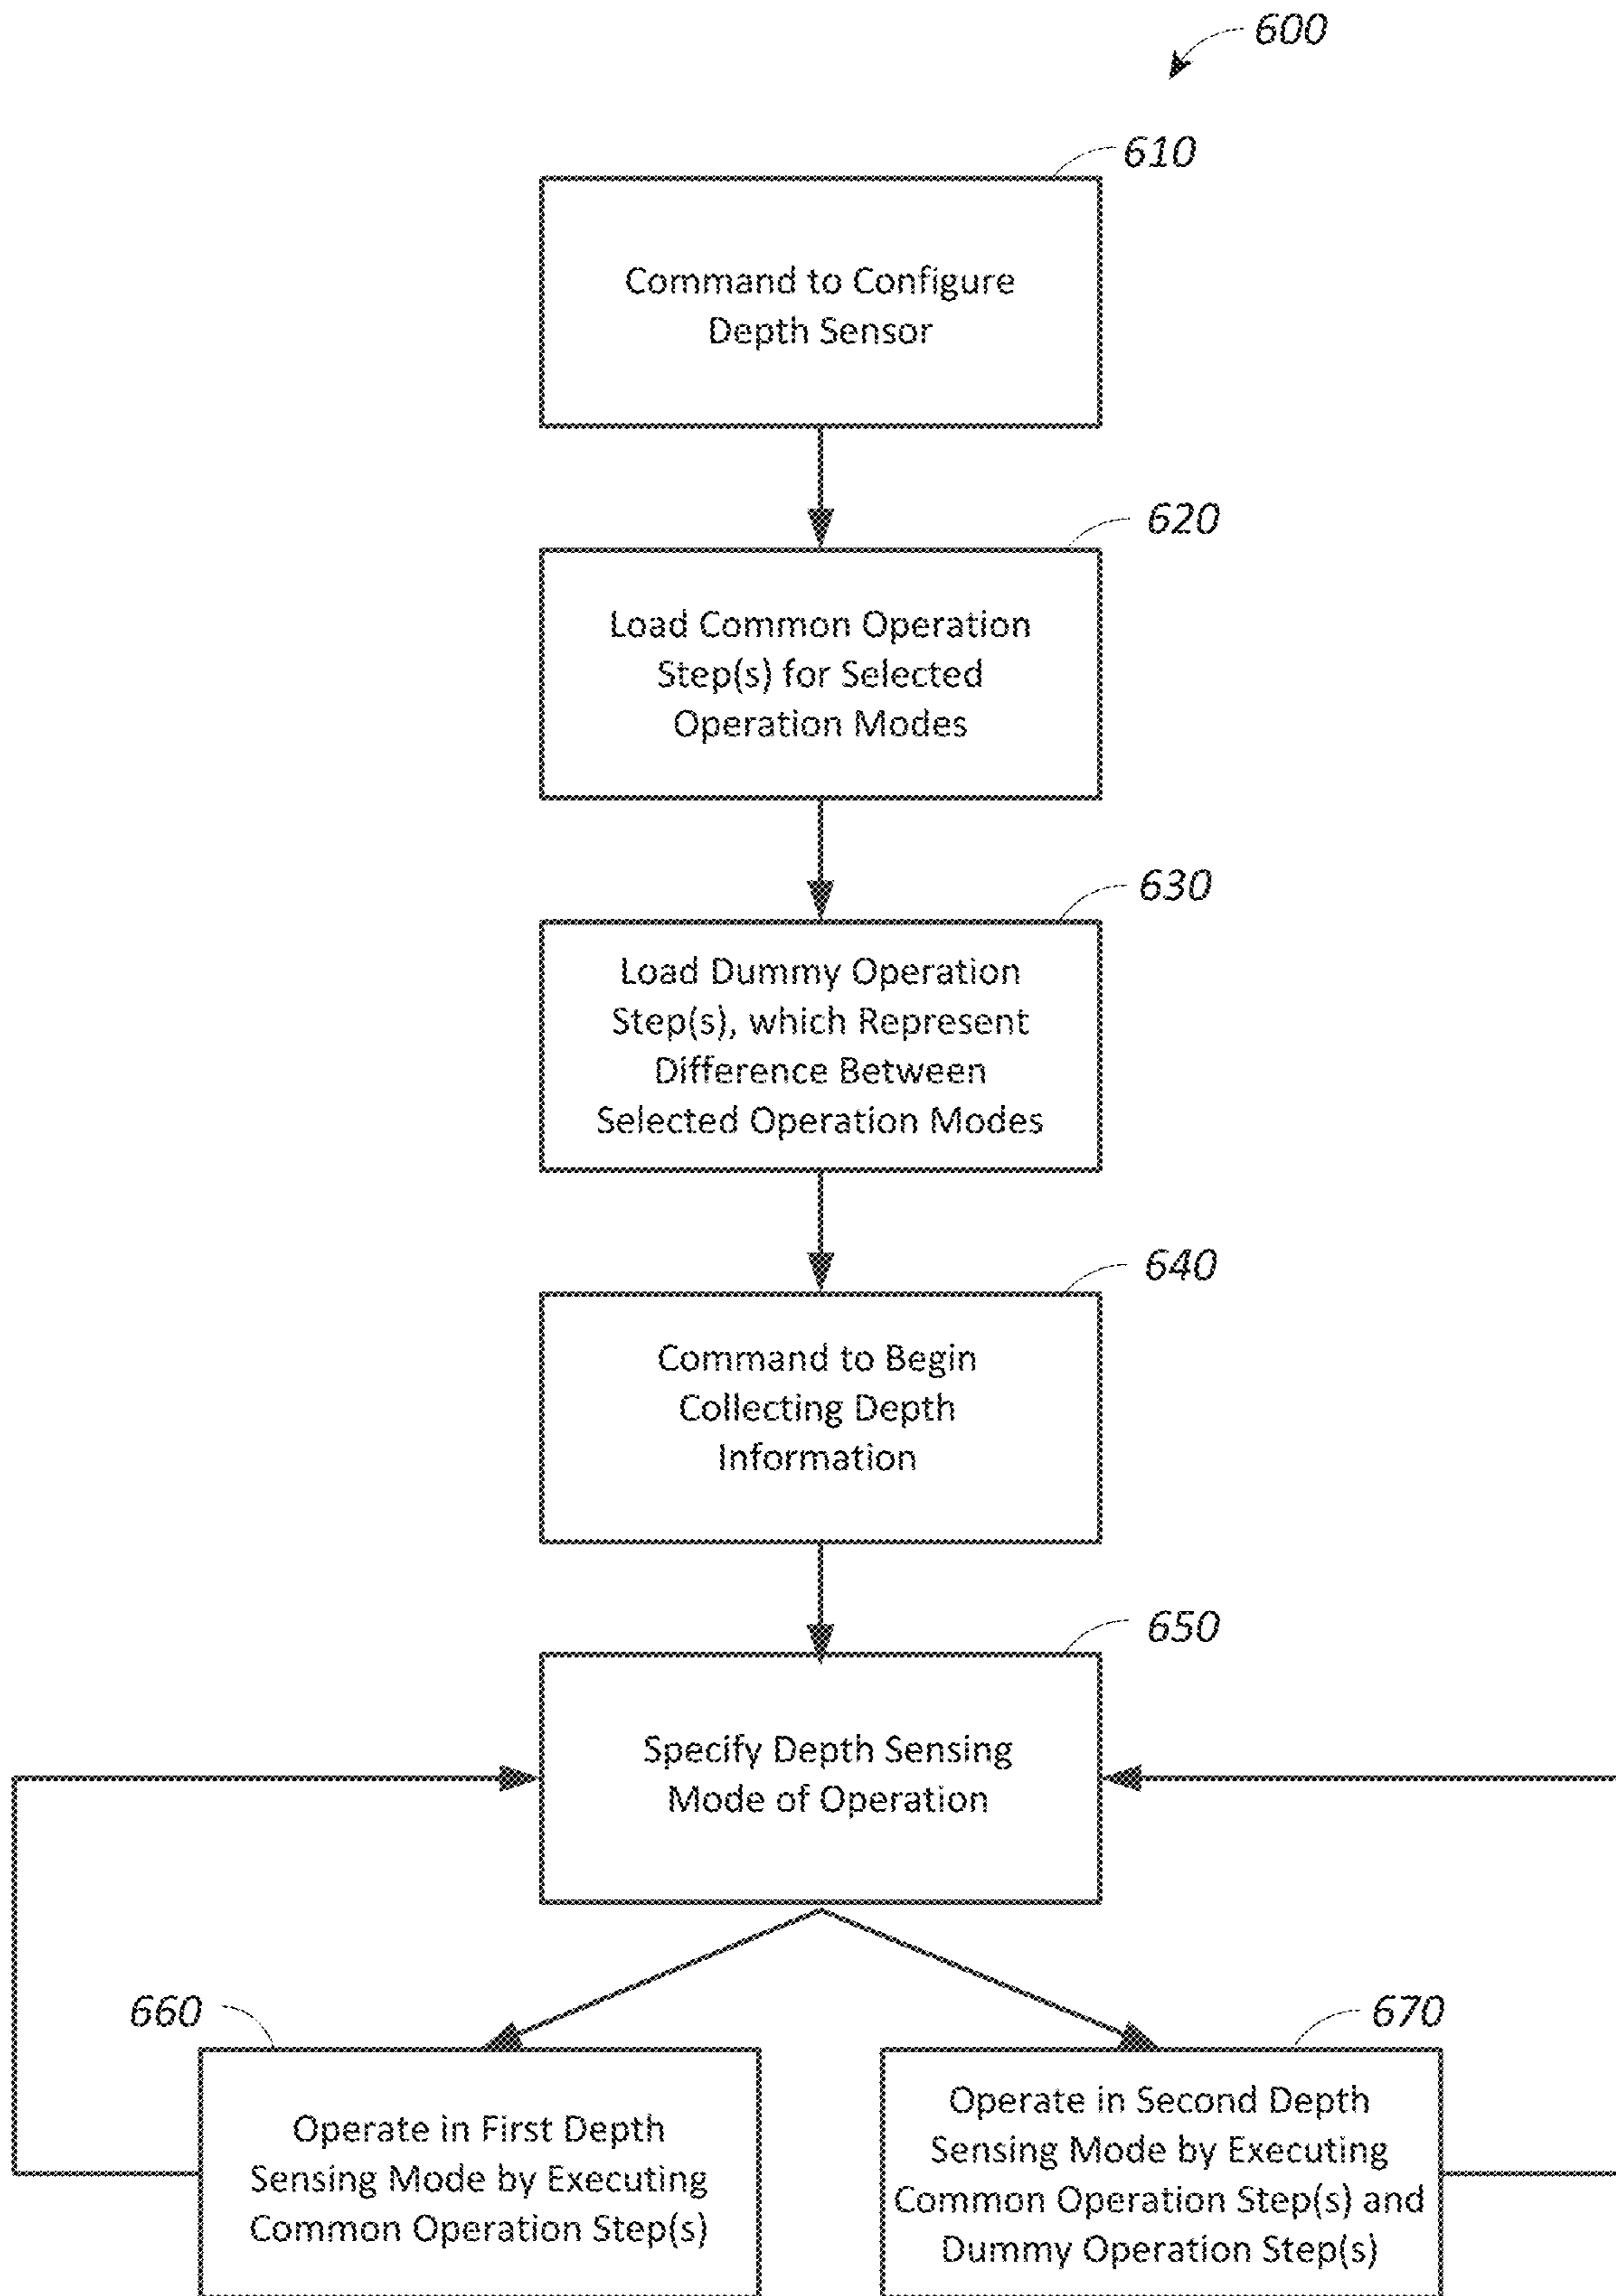 600
610
Command to Configure
Depth Sensor
620
Load Common Operation
Step(s) for Selected
Operation Modes
630
Load Dummy Operation
Step(s), which Represent
Difference Between
Selected Operation Modes
640
Command to Begin
Collecting Depth
Information
650
Specify Depth Sensing
Mode of Operation
660
Operate in First Depth
Sensing Mode by Executing
Common Operation Step(s)
670
Operate in Second Depth
Sensing Mode by Executing
Common Operation Step(s) and
Dummy Operation Step(s)